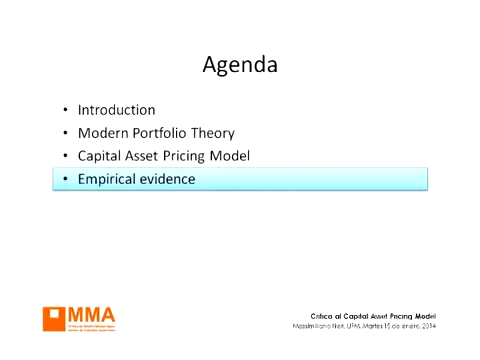 Agenda
• Introduction
• Modern Portfolio Theory
• Capital Asset Pricing Model
• Empirical evidence
MMA
Crítica al Capital Asset Pricing Model
Massimiliano Neri, UFM. Martes 15 de enero, 2014